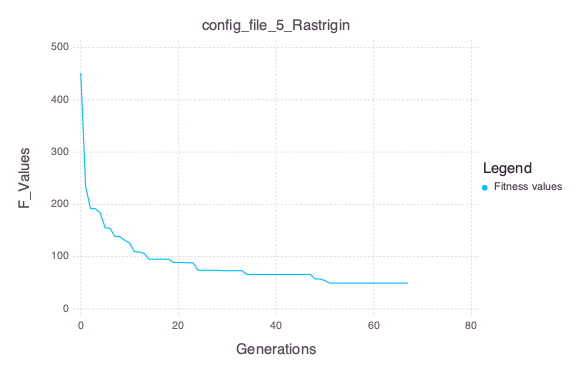 config_file_5_Rastrigin
500
400
300
200
100
0
F_Values
0
20
40
60
80
Generations
Legend
Fitness values